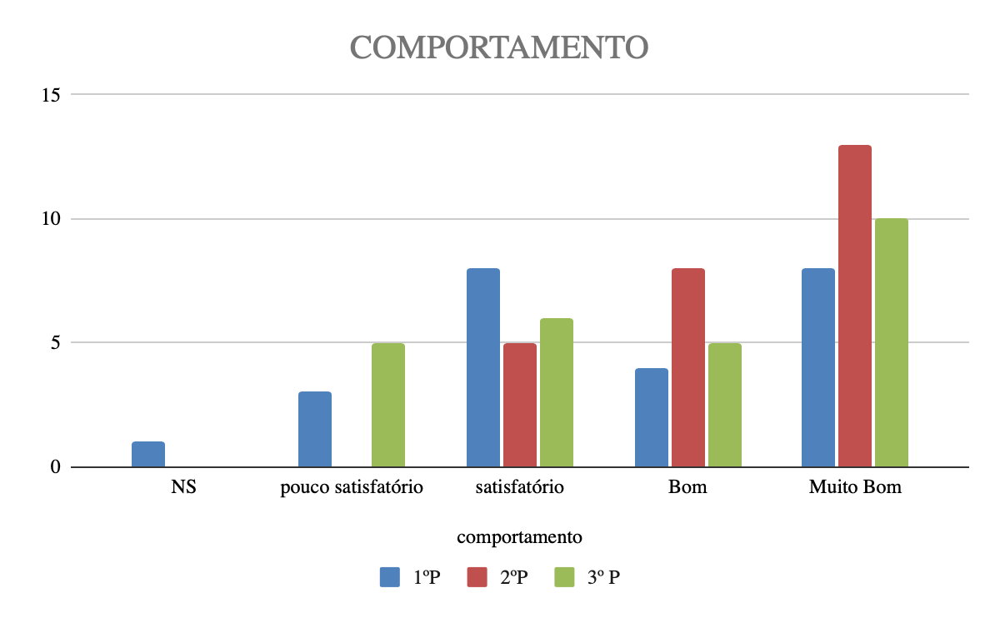 COMPORTAMENTO
15
10
5
0
NS pouco satisfatório satisfatório Bom Muito Bom
comportamento
1ºP 2ºP 3º P